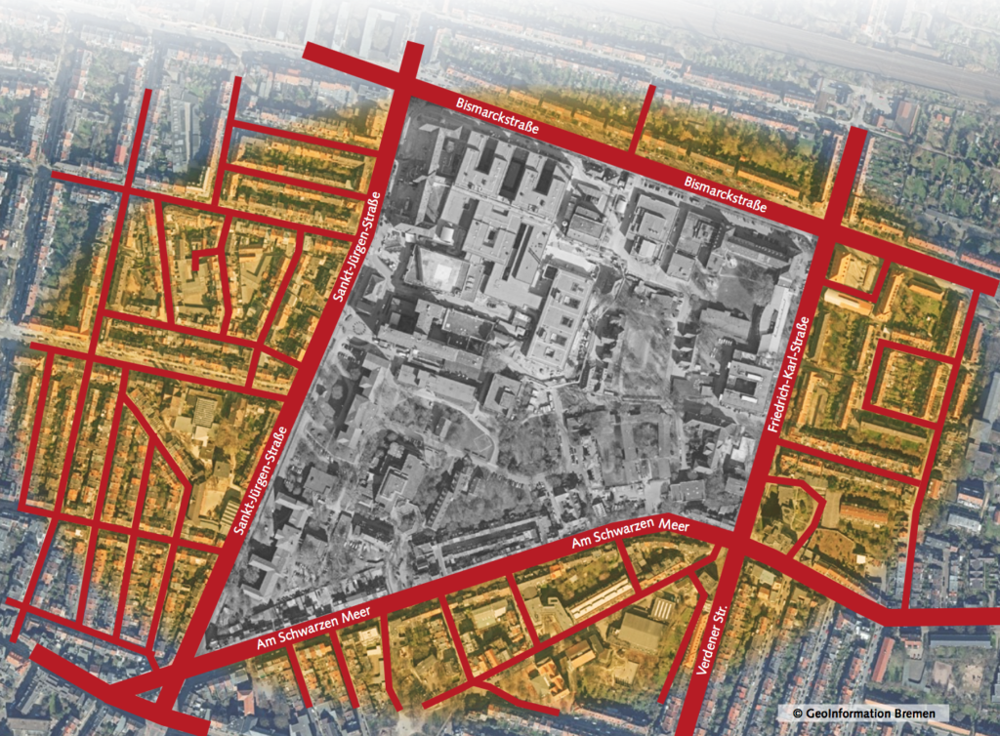 Bismarckstraße
Bismarckstraße
Sankt-Jürgen-Straße
Friedrich-Karl-Straße
Sankt-Jürgen-Straße
Am Schwarzen Meer
Am Schwarzen Meer
Verdener Str.
© GeoInformation Bremen